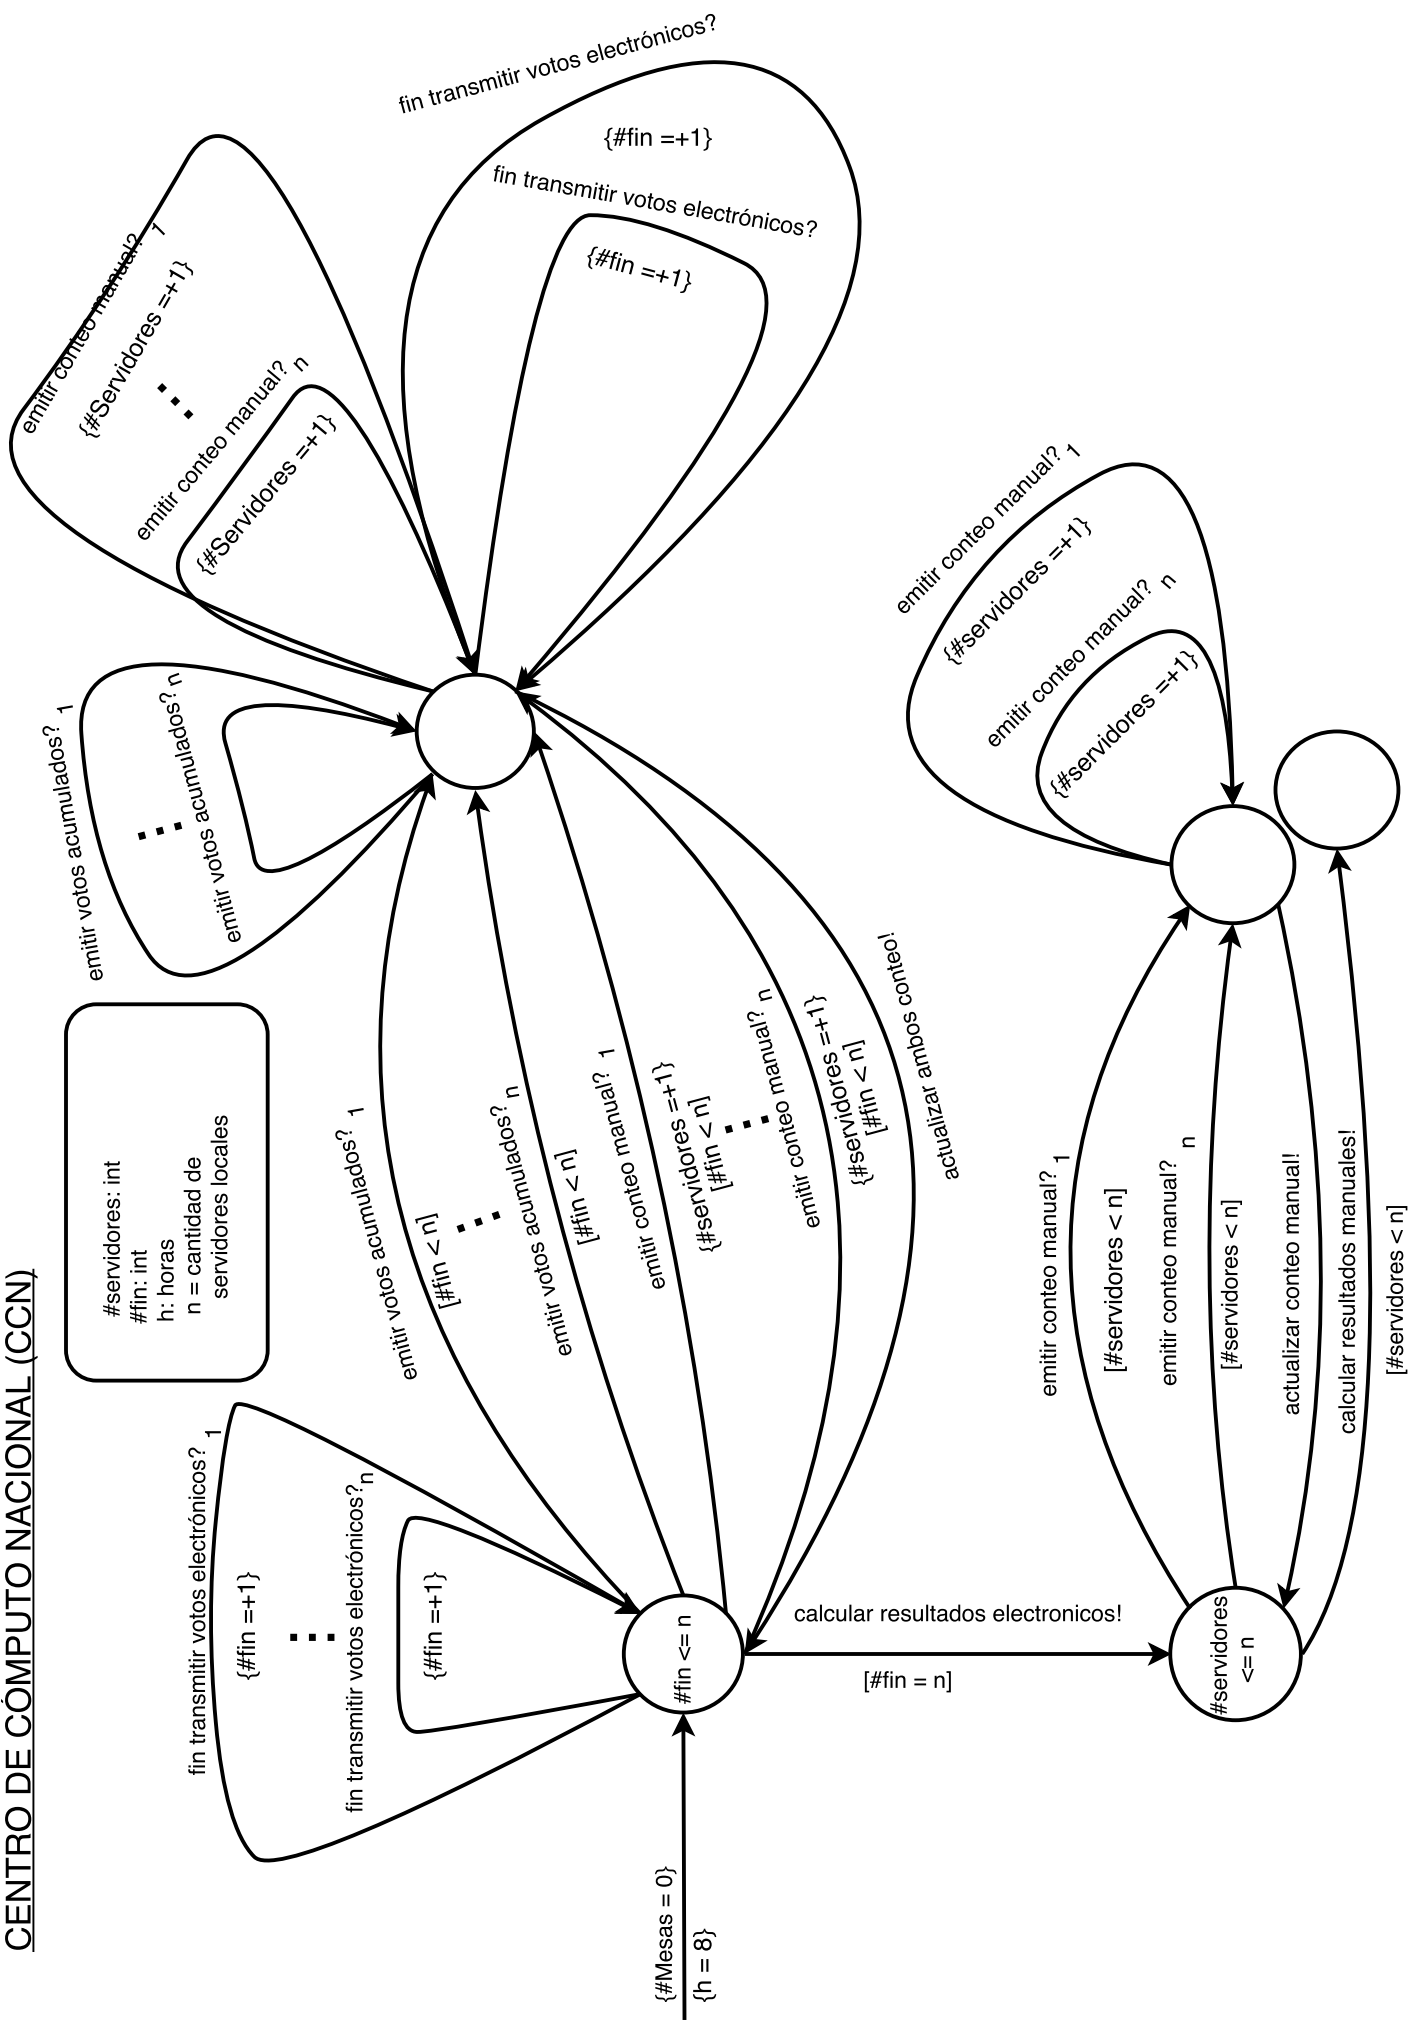 CENTRO DE CÓMPUTO NACIONAL (CCN)
#servidores: int
#fin: int
h: horas
n = cantidad de
servidores locales
{#Mesas = 0}
{h = 8}
fin transmitir votos electrónicos? 1
{#fin =+1}
fin transmitir votos electrónicos? n
{#fin =+1}
#fin <= n
emitir votos acumulados? 1
[#fin < n]
emitir votos acumulados? n
[#fin < n]
emitir conteo manual? 1
{#servidores =+1}
[#fin < n]
emitir conteo manual? n
{#servidores =+1}
[#fin < n]
actualizar ambos conteo!
emitir votos acumulados? 1
emitir votos acumulados? n
emitir conteo manual? 1
{#Servidores =+1}
emitir conteo manual? n
{#Servidores =+1}
fin transmitir votos electrónicos?
{#fin =+1}
fin transmitir votos electrónicos?
{#fin =+1}
calcular resultados electronicos!
[#fin = n]
#servidores
<= n
emitir conteo manual? 1
[#servidores < n]
emitir conteo manual? n
[#servidores < n]
actualizar conteo manual!
calcular resultados manuales!
[#servidores < n]
emitir conteo manual? 1
{#servidores =+1}
emitir conteo manual? n
{#servidores =+1}